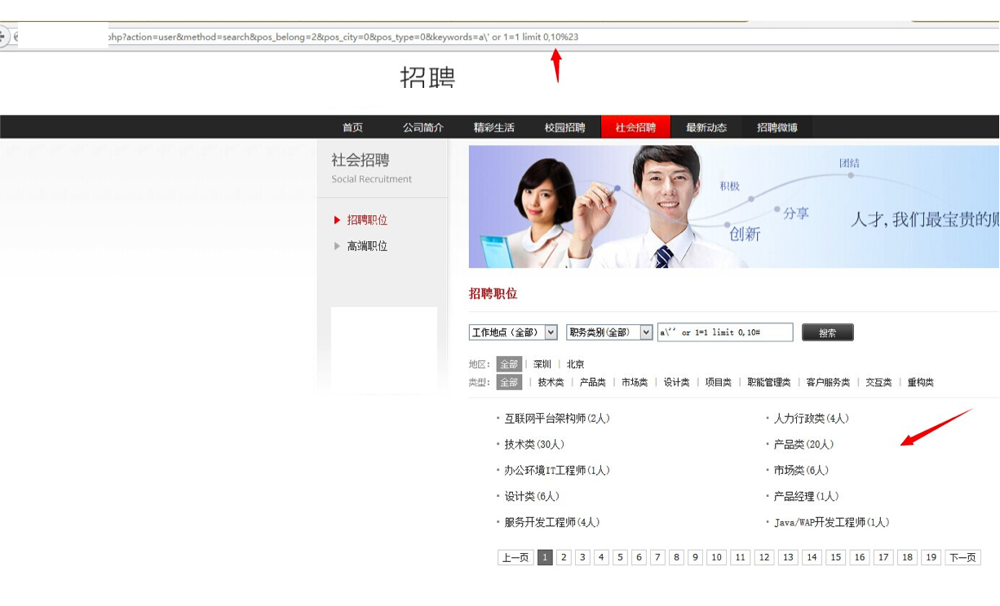 php?action=user&method=search&pos_belong=2&pos_city=0&pos_type=0&keywords=a\' or 1=1 limit 0,10%23
招聘
首页 公司简介 精彩生活 校园招聘 社会招聘 最新动态 招聘微博
社会招聘
Social Recruitment
招聘职位
高端职位
积极
团结
分享
创新
人才,我们最宝贵的
招聘职位
工作地点（全部） 职务类别(全部) a\'' or 1=1 limit 0,10# 搜索
地区： 全部 | 深圳 | 北京
类型： 全部 | 技术类 | 产品类 | 市场类 | 设计类 | 项目类 | 职能管理类 | 客户服务类 | 交互类 | 重构类
· 互联网平台架构师(2人) · 人力行政类(4人)
· 技术类(30人) · 产品类(20人)
· 办公环境IT工程师(1人) · 市场类(6人)
· 设计类(6人) · 产品经理(1人)
· 服务开发工程师(4人) · Java/WAP开发工程师(1人)
上一页 1 2 3 4 5 6 7 8 9 10 11 12 13 14 15 16 17 18 19 下一页